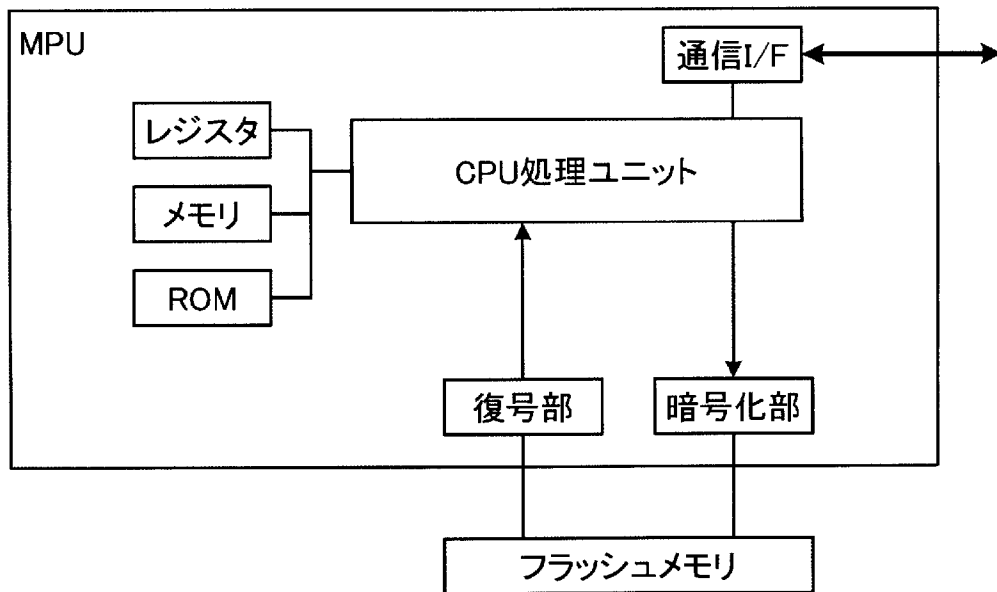 MPU
通信I/F
レジスタ
CPU処理ユニット
メモリ
ROM
復号部
暗号化部
フラッシュメモリ